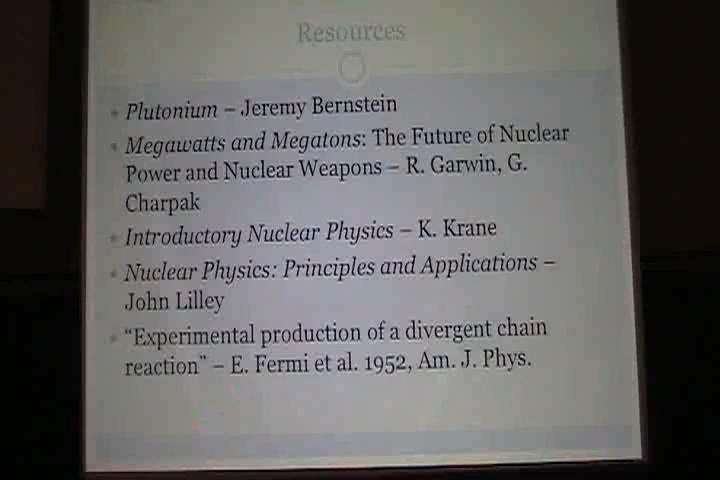 Resources
Plutonium – Jeremy Bernstein
Megawatts and Megatons: The Future of Nuclear
Power and Nuclear Weapons – R. Garwin, G.
Charpak
Introductory Nuclear Physics – K. Krane
Nuclear Physics: Principles and Applications –
John Lilley
“Experimental production of a divergent chain
reaction” – E. Fermi et al. 1952, Am. J. Phys.